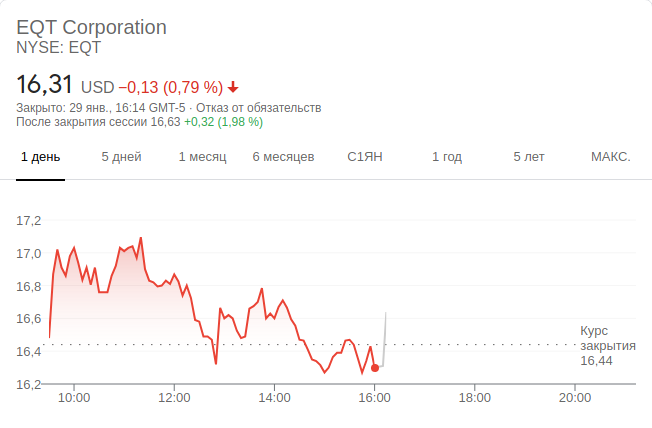 EQT Corporation
NYSE: EQT
16,31 USD −0,13 (0,79 %)
Закрыто: 29 янв., 16:14 GMT-5 · Отказ от обязательств
После закрытия сессии 16,63 +0,32 (1,98 %)
1 день 5 дней 1 месяц 6 месяцев С1ЯН 1 год 5 лет МАКС.
17,2
17,0
16,8
16,6
16,4
16,2
Курс
закрытия
16,44
10:00 12:00 14:00 16:00 18:00 20:00